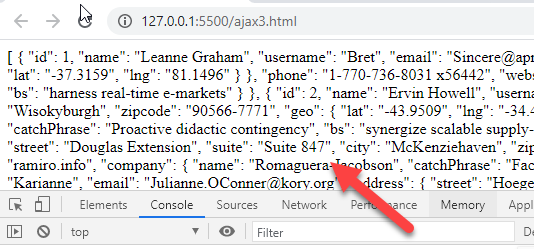 127.0.0.1:5500/ajax3.html
[ { "id": 1, "name": "Leanne Graham", "username": "Bret", "email": "Sincere@apr
"lat": "-37.3159", "lng": "81.1496" } }, "phone": "1-770-736-8031 x56442", "webs
"bs": "harness real-time e-markets" } }, { "id": 2, "name": "Ervin Howell", "userna
"Wisokyburgh", "zipcode": "90566-7771", "geo": { "lat": "-43.9509", "lng": "-34.4
catchPhrase": "Proactive didactic contingency", "bs": "synergize scalable supply-
"street": "Douglas Extension", "suite": "Suite 847", "city": "McKenziehaven", "zip
"ramiro.info", "company": { "name": "Romaguera-Jacobson", "catchPhrase": "Fac
"Karianne", "email": "Julianne.OConner@kory.org", "address": { "street": "Hoege
Elements Console Sources Network Performance Memory
top Filter